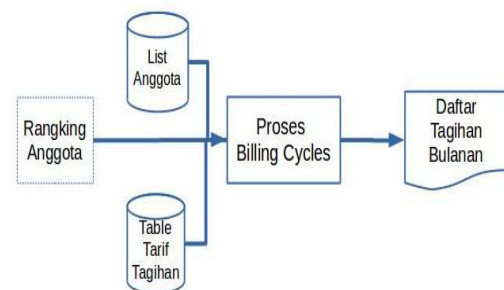 List
Anggota
Rangking
Anggota
Proses
Billing Cycles
Daftar
Tagihan
Bulanan
Table
Tarif
Tagihan